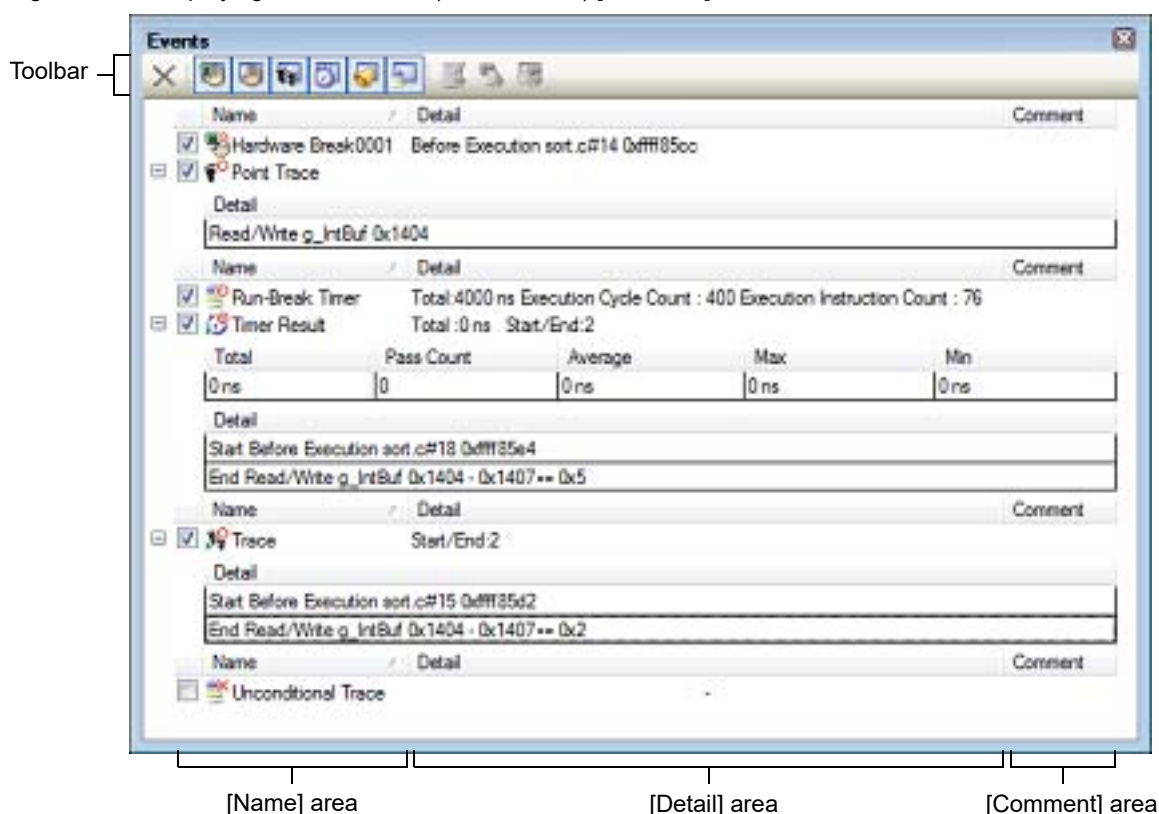 Events
Toolbar
Name Detail Comment
Hardware Break0001 Before Execution sort.c#14 0xffff85cc
Point Trace
Detail
Read/Write g_IntBuf 0x1404
Name Detail Comment
Run-Break Timer Total:4000 ns Execution Cycle Count : 400 Execution Instruction Count : 76
Timer Result Total :0 ns Start/End:2
Total Pass Count Average Max Min
0 ns 0 0 ns 0 ns 0 ns
Detail
Start Before Execution sort.c#18 0xffff85e4
End Read/Write g_IntBuf 0x1404 - 0x1407 == 0x5
Name Detail Comment
Trace Start/End:2
Detail
Start Before Execution sort.c#15 0xffff85d2
End Read/Write g_IntBuf 0x1404 - 0x1407 == 0x2
Name Detail Comment
Unconditional Trace -
[Name] area [Detail] area [Comment] area